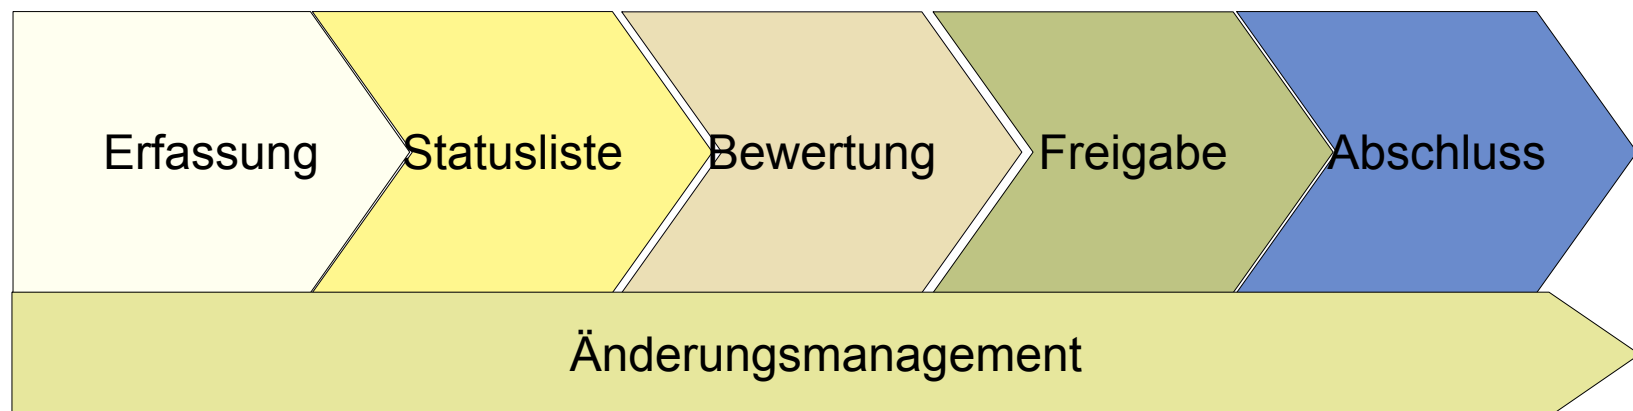 Erfassung
Statusliste
Bewertung
Freigabe
Abschluss
Änderungsmanagement